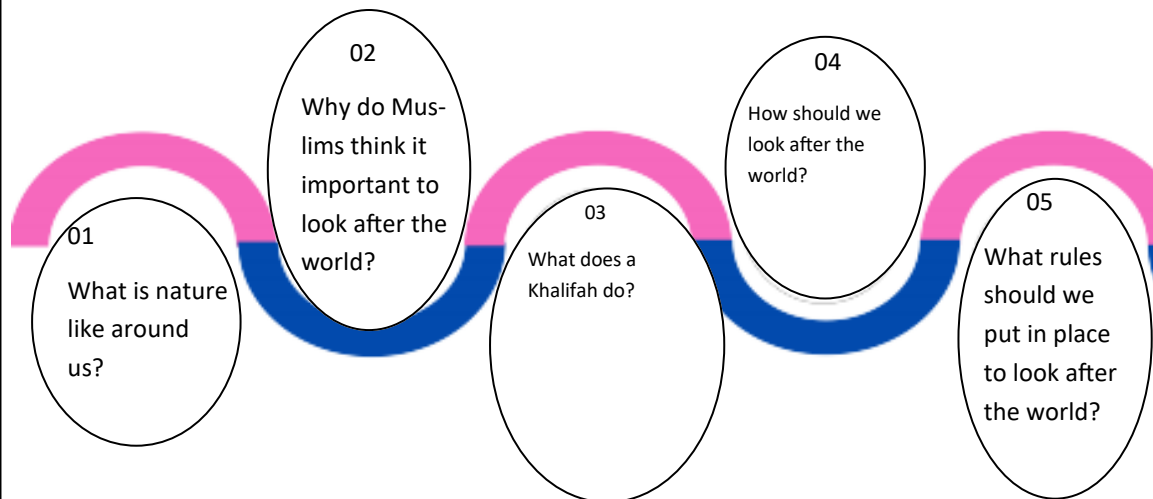 01
What is nature
like around
us?
02
Why do Mus-
lims think it
important to
look after the
world?
03
What does a
Khalifah do?
04
How should we
look after the
world?
05
What rules
should we
put in place
to look after
the world?